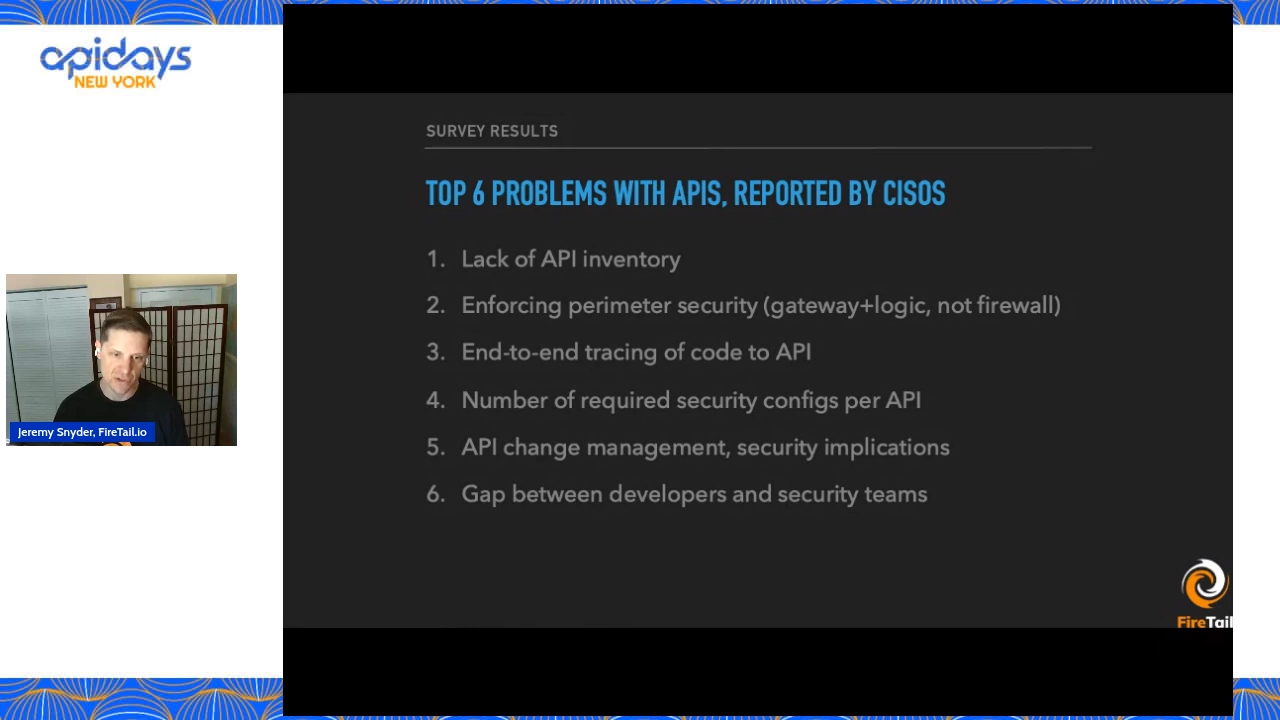 apidays
NEW YORK
SURVEY RESULTS
TOP 6 PROBLEMS WITH APIS, REPORTED BY CISOS
1. Lack of API inventory
2. Enforcing perimeter security (gateway+logic, not firewall)
3. End-to-end tracing of code to API
4. Number of required security configs per API
5. API change management, security implications
6. Gap between developers and security teams
Jeremy Snyder, FireTail.io
FireTail